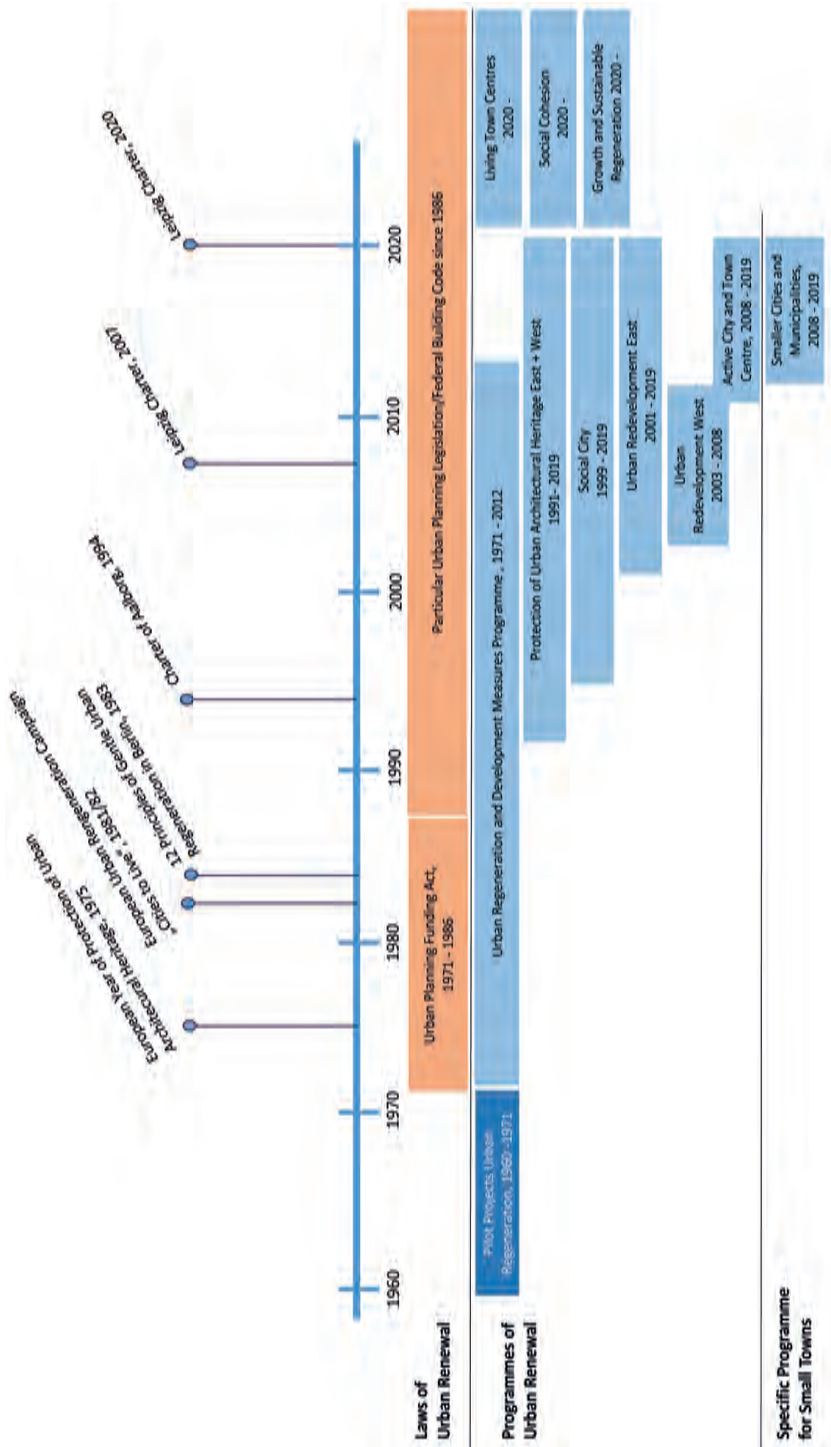 European Year of Protection of Urban
Architecural Heritage, 1975
European Urban Rengeneration Campaign
„Cities to Live“, 1981/82
12 Principles of Gentle Urban
Regeneration in Berlin, 1983
Charter of Aalborg, 1994
Leipzig Charter, 2007
Leipzig Charter, 2020
1960
1970
1980
1990
2000
2010
2020
Laws of
Urban Renewal
Urban Planning Funding Act,
1971 - 1986
Particular Urban Planning Legislation/Federal Building Code since 1986
Programmes of
Urban Renewal
Pilot Projects Urban
Regeneration, 1960 -1971
Urban Regeneration and Development Measures Programme , 1971 - 2012
Living Town Centres
2020 -
Protection of Urban Architectural Heritage East + West
1991- 2019
Social Cohesion
2020 -
Social City
1999 - 2019
Growth and Sustainable
Regeneration 2020 -
Urban Redevelopment East
2001 - 2019
Urban
Redevelopment West
2003 - 2008
Active City and Town
Centre, 2008 - 2019
Specific Programme
for Small Towns
Smaller Cities and
Municipalities,
2008 - 2019